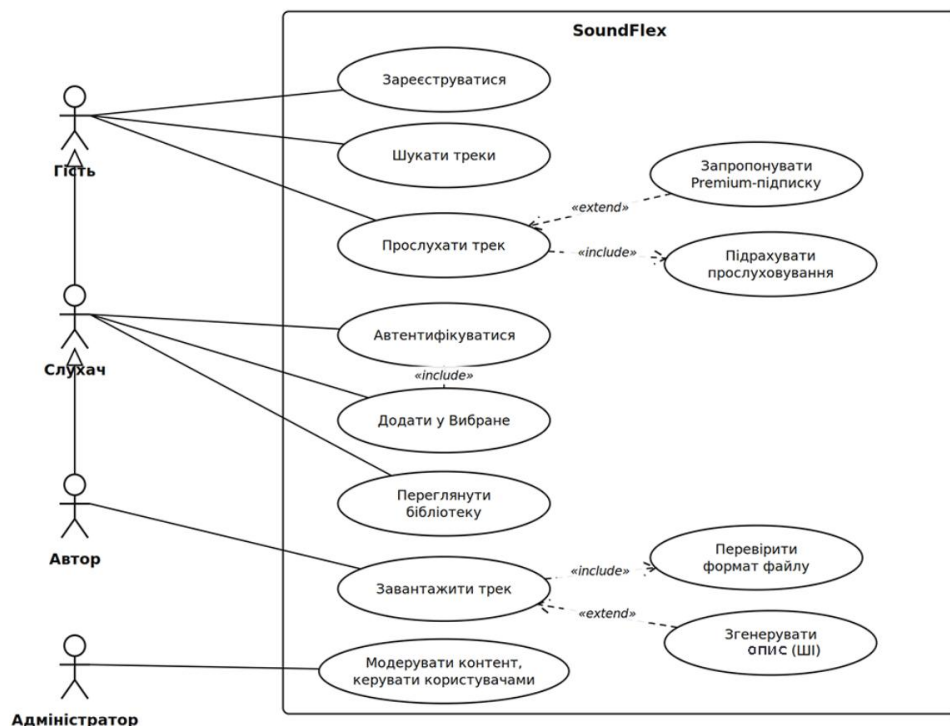 SoundFlex
Зареєструватися
Гість
Шукати треки
Запропонувати
Premium-підписку
«extend»
Прослухати трек
«include»
Підрахувати
прослуховування
Автентифікуватися
Слухач
«include»
Додати у Вибране
Переглянути
бібліотеку
Автор
Перевірити
формат файлу
«include»
Завантажити трек
«extend»
Згенерувати
опис (ШІ)
Модерувати контент,
керувати користувачами
Адміністратор